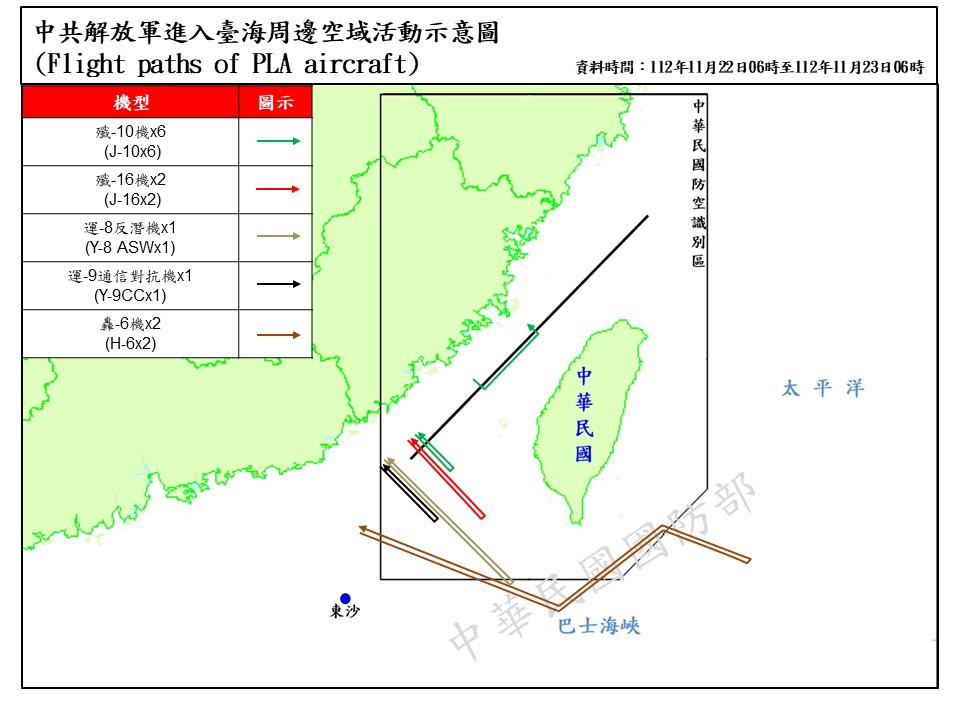 中共解放軍進入臺海周邊空域活動示意圖
(Flight paths of PLA aircraft)
資料時間：112年11月22日06時至112年11月23日06時
機型 圖示
殲-10機x6
(J-10x6)
殲-16機x2
(J-16x2)
運-8反潛機x1
(Y-8 ASWx1)
運-9通信對抗機x1
(Y-9CCx1)
轟-6機x2
(H-6x2)
中華民國防空識別區
中華民國
太平洋
東沙
巴士海峽
中華民國國防部